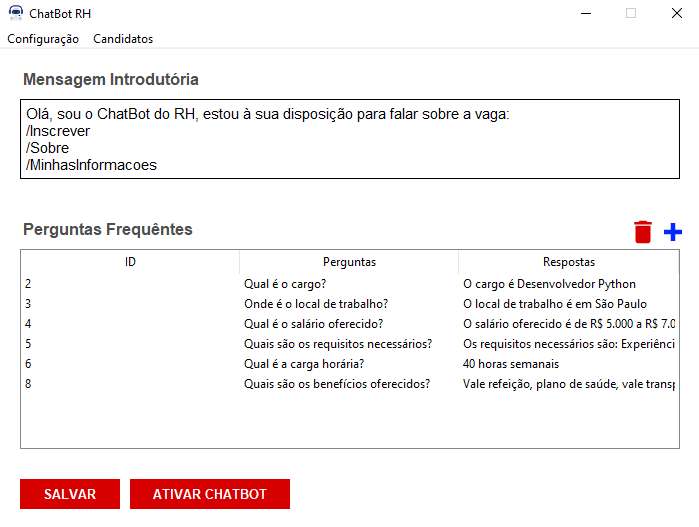 ChatBot RH
Configuração Candidatos
Mensagem Introdutória
Olá, sou o ChatBot do RH, estou à sua disposição para falar sobre a vaga:
/Inscrever
/Sobre
/MinhasInformacoes
Perguntas Frequêntes
ID Perguntas Respostas
2 Qual é o cargo? O cargo é Desenvolvedor Python
3 Onde é o local de trabalho? O local de trabalho é em São Paulo
4 Qual é o salário oferecido? O salário oferecido é de R$ 5.000 a R$ 7.0
5 Quais são os requisitos necessários? Os requisitos necessários são: Experiênci
6 Qual é a carga horária? 40 horas semanais
8 Quais são os benefícios oferecidos? Vale refeição, plano de saúde, vale transp
SALVAR ATIVAR CHATBOT